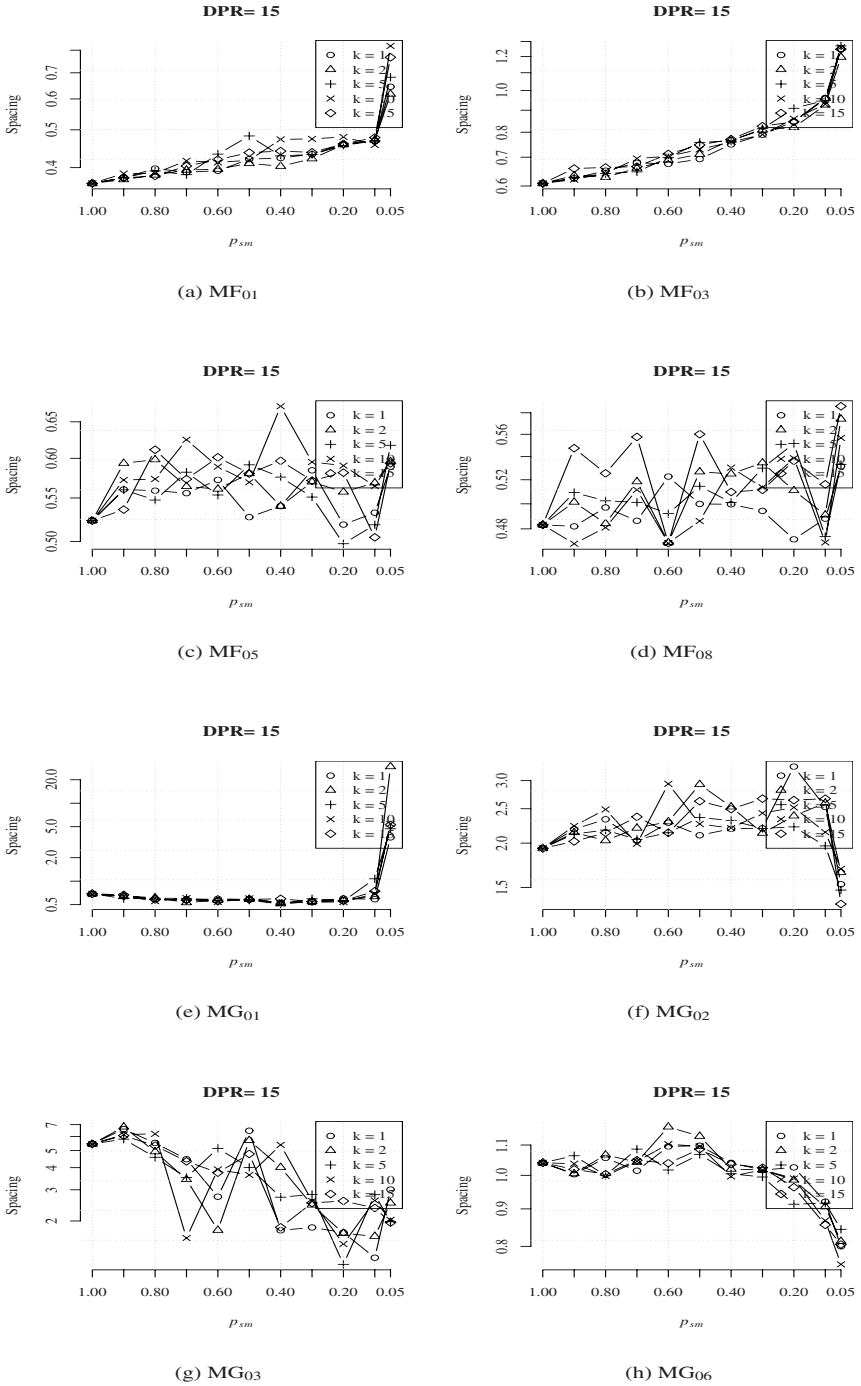 DPR= 15
DPR= 15
Spacing
0.4 0.5 0.6 0.7
k = 1
k = 2
k = 5
k = 10
k = 15
1.00 0.80 0.60 0.40 0.20 0.05
p_sm
Spacing
0.6 0.7 0.8 1.0 1.2
k = 1
k = 2
k = 5
k = 10
k = 15
1.00 0.80 0.60 0.40 0.20 0.05
p_sm
(a) MF01
(b) MF03
DPR= 15
DPR= 15
Spacing
0.50 0.55 0.60 0.65
k = 1
k = 2
k = 5
k = 10
k = 15
1.00 0.80 0.60 0.40 0.20 0.05
p_sm
Spacing
0.48 0.52 0.56
k = 1
k = 2
k = 5
k = 10
k = 15
1.00 0.80 0.60 0.40 0.20 0.05
p_sm
(c) MF05
(d) MF08
DPR= 15
DPR= 15
Spacing
0.5 2.0 5.0 20.0
k = 1
k = 2
k = 5
k = 10
k = 15
1.00 0.80 0.60 0.40 0.20 0.05
p_sm
Spacing
1.5 2.0 2.5 3.0
k = 1
k = 2
k = 5
k = 10
k = 15
1.00 0.80 0.60 0.40 0.20 0.05
p_sm
(e) MG01
(f) MG02
DPR= 15
DPR= 15
Spacing
2 3 4 5 7
k = 1
k = 2
k = 5
k = 10
k = 15
1.00 0.80 0.60 0.40 0.20 0.05
p_sm
Spacing
0.8 0.9 1.0 1.1
k = 1
k = 2
k = 5
k = 10
k = 15
1.00 0.80 0.60 0.40 0.20 0.05
p_sm
(g) MG03
(h) MG06